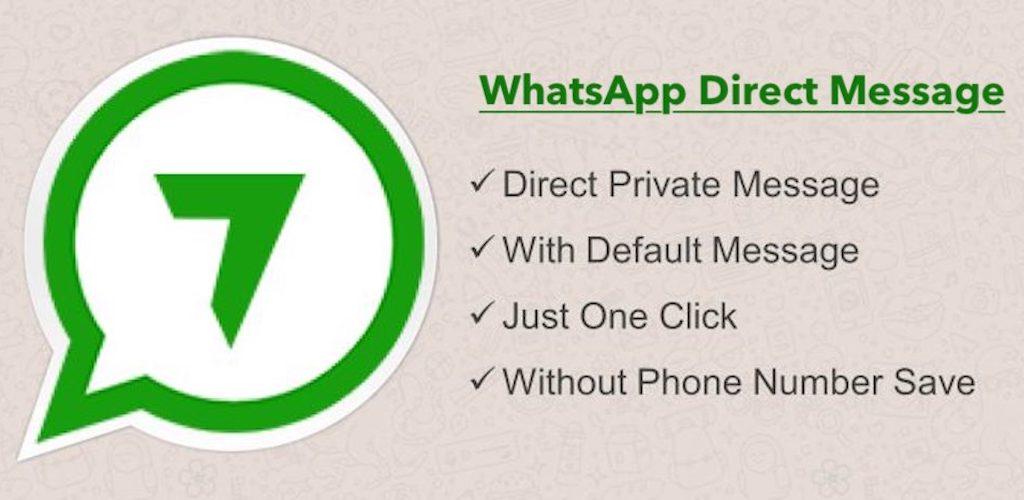 WhatsApp Direct Message
✓ Direct Private Message
✓ With Default Message
✓ Just One Click
✓ Without Phone Number Save